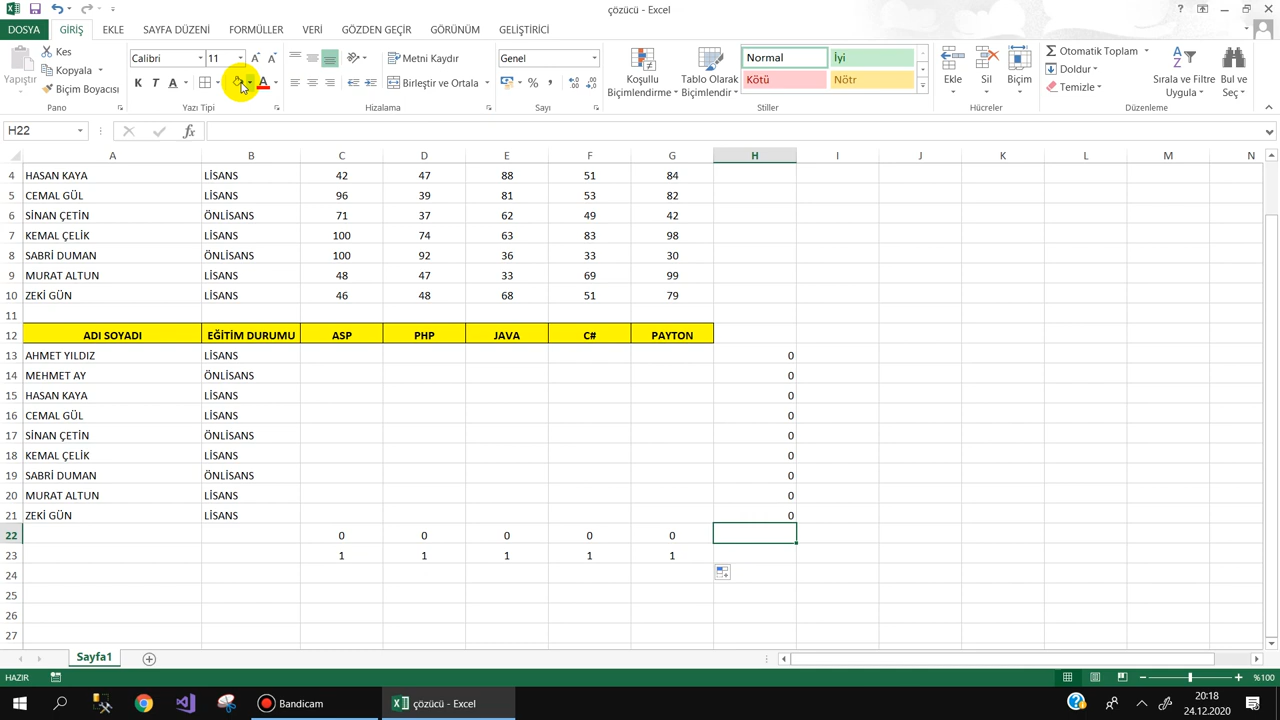 çözücü - Excel
DOSYA GİRİŞ EKLE SAYFA DÜZENİ FORMÜLLER VERİ GÖZDEN GEÇİR GÖRÜNÜM GELİŞTİRİCİ
Yapıştır
Kes
Kopyala
Biçim Boyacısı
Pano
Calibri 11
K T A
Yazı Tipi
Metni Kaydır
Birleştir ve Ortala
Hizalama
Genel
Sayı
Koşullu Biçimlendirme
Tablo Olarak Biçimlendir
Normal İyi
Kötü Nötr
Stiller
Ekle Sil Biçim
Hücreler
Otomatik Toplam
Doldur
Temizle
Sırala ve Filtre Uygula
Bul ve Seç
Düzenleme
H22 fx
A B C D E F G H I J K L M N
4 HASAN KAYA LİSANS 42 47 88 51 84
5 CEMAL GÜL LİSANS 96 39 81 53 82
6 SİNAN ÇETİN ÖNLİSANS 71 37 62 49 42
7 KEMAL ÇELİK LİSANS 100 74 63 83 98
8 SABRİ DUMAN ÖNLİSANS 100 92 36 33 30
9 MURAT ALTUN LİSANS 48 47 33 69 99
10 ZEKİ GÜN LİSANS 46 48 68 51 79
11
12 ADI SOYADI EĞİTİM DURUMU ASP PHP JAVA C# PAYTON
13 AHMET YILDIZ LİSANS 0
14 MEHMET AY ÖNLİSANS 0
15 HASAN KAYA LİSANS 0
16 CEMAL GÜL LİSANS 0
17 SİNAN ÇETİN ÖNLİSANS 0
18 KEMAL ÇELİK LİSANS 0
19 SABRİ DUMAN ÖNLİSANS 0
20 MURAT ALTUN LİSANS 0
21 ZEKİ GÜN LİSANS 0
22 0 0 0 0 0
23 1 1 1 1 1
24
25
26
27
Sayfa1
HAZIR %100
Bandicam çözücü - Excel 20:18
24.12.2020